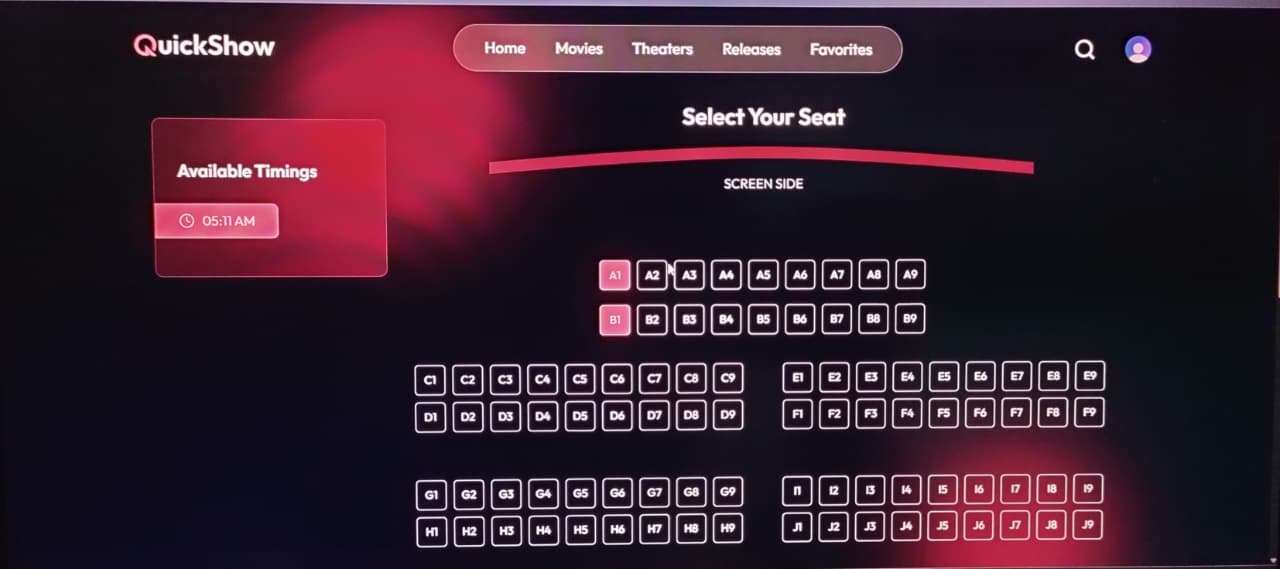 QuickShow
Home Movies Theaters Releases Favorites
Select Your Seat
Available Timings
SCREEN SIDE
05:11 AM
A1 A2 A3 A4 A5 A6 A7 A8 A9
B1 B2 B3 B4 B5 B6 B7 B8 B9
C1 C2 C3 C4 C5 C6 C7 C8 C9 E1 E2 E3 E4 E5 E6 E7 E8 E9
D1 D2 D3 D4 D5 D6 D7 D8 D9 F1 F2 F3 F4 F5 F6 F7 F8 F9
G1 G2 G3 G4 G5 G6 G7 G8 G9 I1 I2 I3 I4 I5 I6 I7 I8 I9
H1 H2 H3 H4 H5 H6 H7 H8 H9 J1 J2 J3 J4 J5 J6 J7 J8 J9